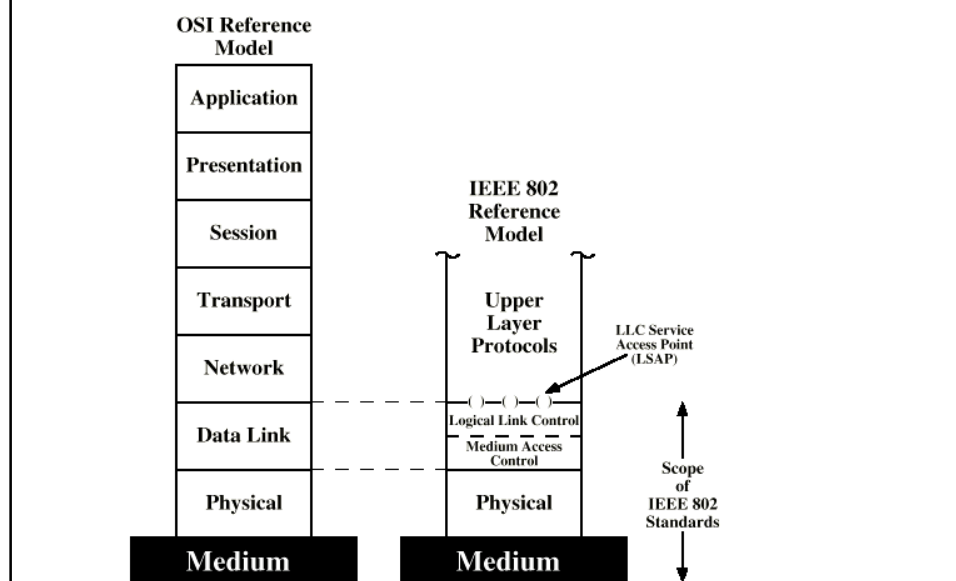 OSI Reference
Model
Application
Presentation
Session
Transport
Network
Data Link
Physical
Medium
IEEE 802
Reference
Model
Upper
Layer
Protocols
LLC Service
Access Point
(LSAP)
Logical Link Control
Medium Access
Control
Physical
Medium
Scope
of
IEEE 802
Standards